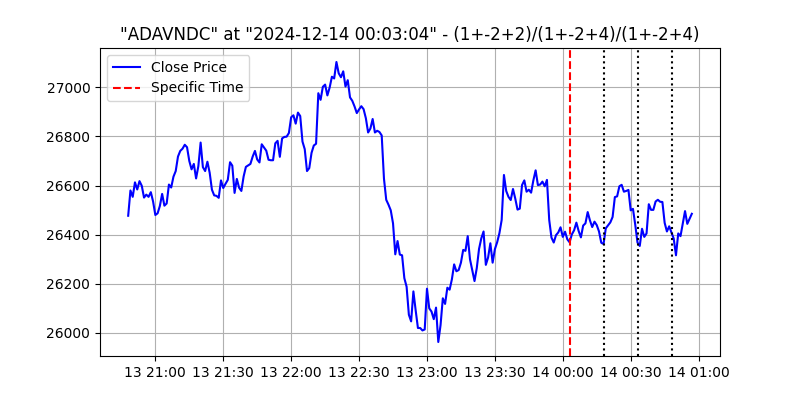 "ADAVNDC" at "2024-12-14 00:03:04" - (1+-2+2)/(1+-2+4)/(1+-2+4)
Close Price
Specific Time
27000
26800
26600
26400
26200
26000
13 21:00 13 21:30 13 22:00 13 22:30 13 23:00 13 23:30 14 00:00 14 00:30 14 01:00